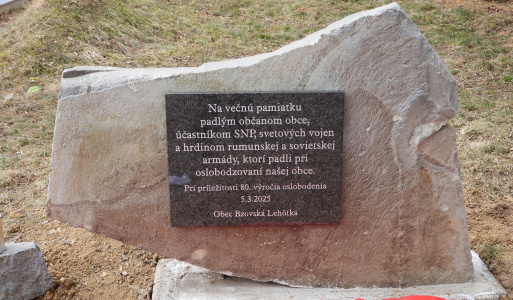 Na večnú pamiatku
padlým občanom obce,
účastníkom SNP, svetových vojen
a hrdinom rumunskej a sovietskej
armády, ktorí padli pri
oslobodzovaní našej obce.
Pri príležitosti 80. výročia oslobodenia
5.3.2025
Obec Bzovská Lehôtka